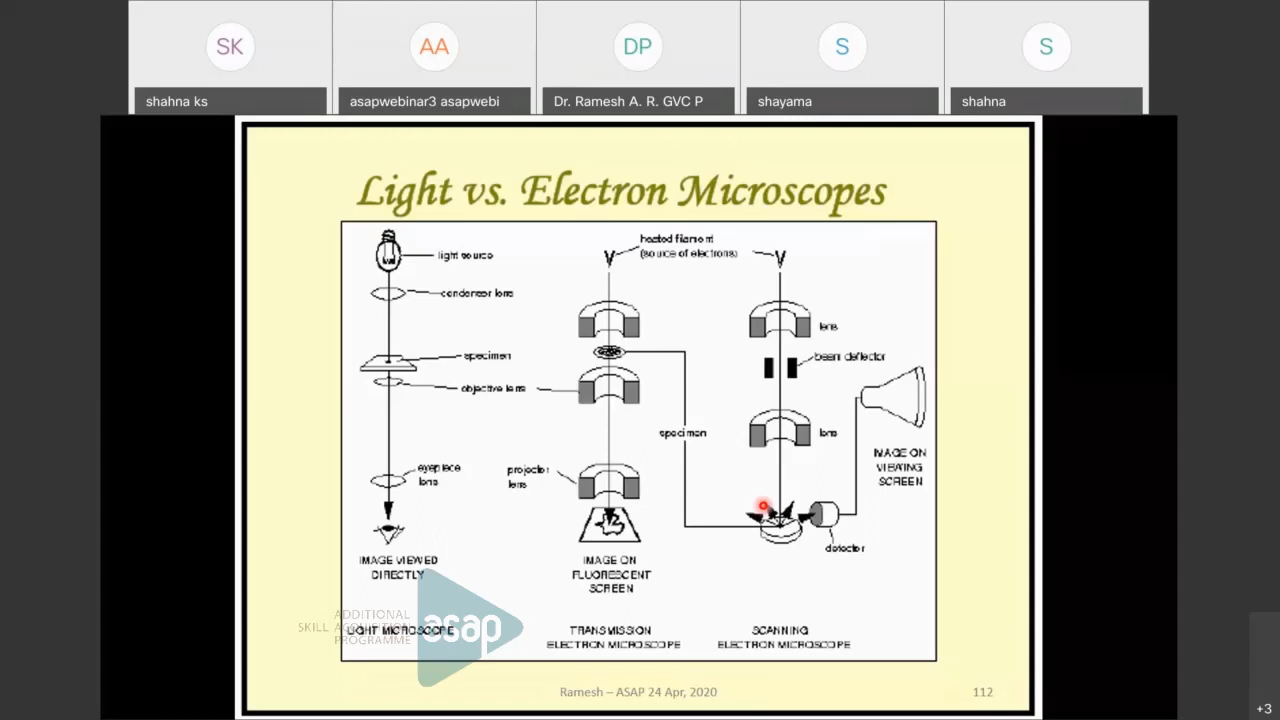 SK
AA
DP
S
S
shahna ks
asapwebinar3 asapwebi
Dr. Ramesh A. R. GVC P
shayama
shahna
Light vs. Electron Microscopes
light source
condenser lens
specimen
objective lens
eyepiece
lens
IMAGE VIEWED
DIRECTLY
LIGHT MICROSCOPE
heated filament
(source of electrons)
projector
lens
specimen
IMAGE ON
FLUORESCENT
SCREEN
TRANSMISSION
ELECTRON MICROSCOPE
lens
beam deflector
lens
IMAGE ON
VIEWING
SCREEN
detector
SCANNING
ELECTRON MICROSCOPE
ADDITIONAL
SKILL ACQUISITION
PROGRAMME
asap
Ramesh – ASAP 24 Apr, 2020
112
+3